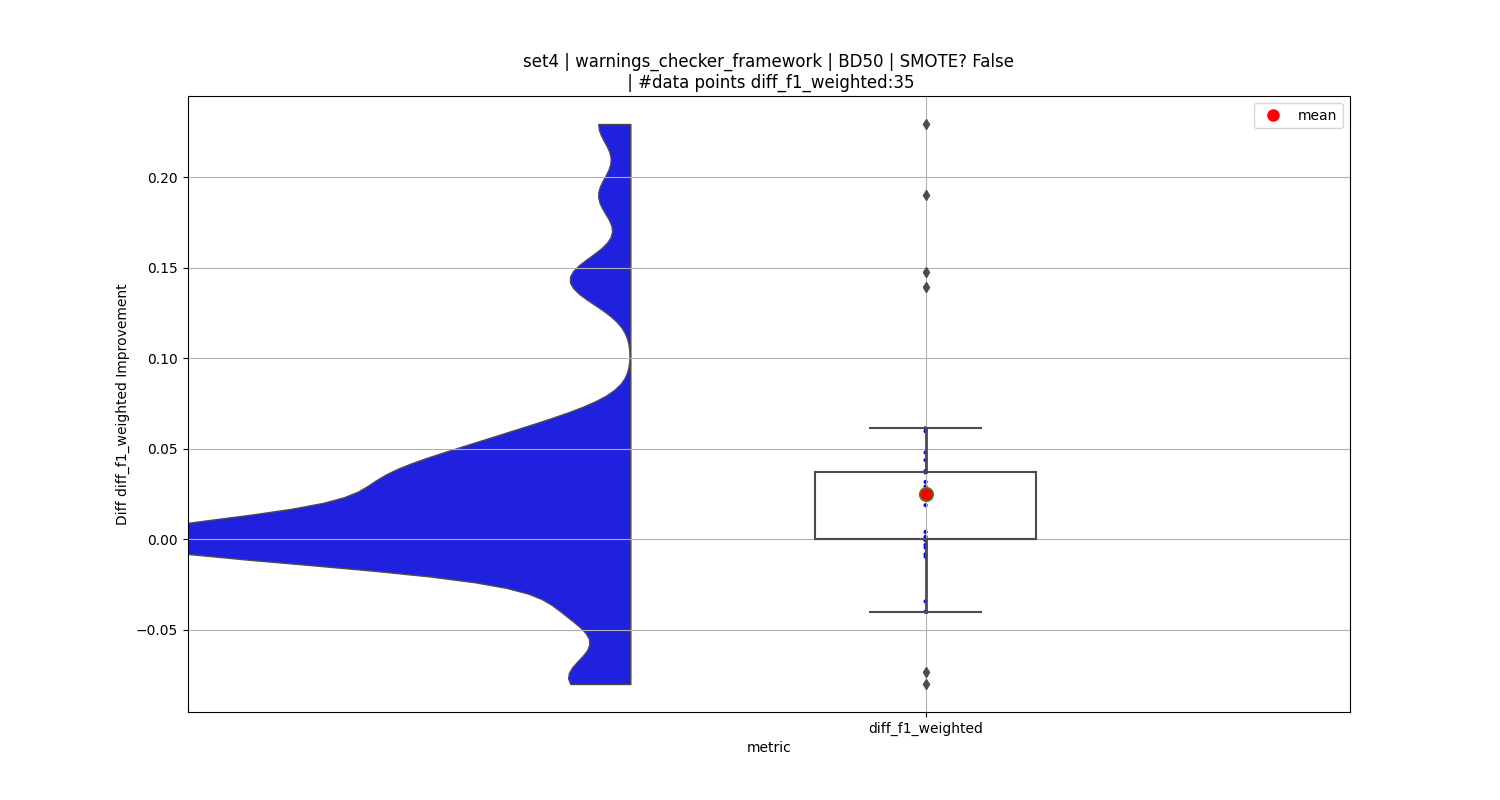 set4 | warnings_checker_framework | BD50 | SMOTE? False
| #data points diff_f1_weighted:35
mean
0.20
0.15
0.10
0.05
0.00
−0.05
Diff diff_f1_weighted Improvement
diff_f1_weighted
metric